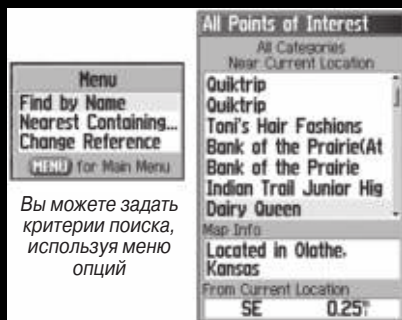 Menu
Find by Name
Nearest Containing...
Change Reference
MENU for Main Menu
Вы можете задать
критерии поиска,
используя меню
опций
All Points of Interest
All Categories
Near Current Location
Quiktrip
Quiktrip
Toni's Hair Fashions
Bank of the Prairie(At
Bank of the Prairie
Indian Trail Junior Hig
Dairy Queen
Map Info
Located in Olathe,
Kansas
From Current Location
SE 0.25